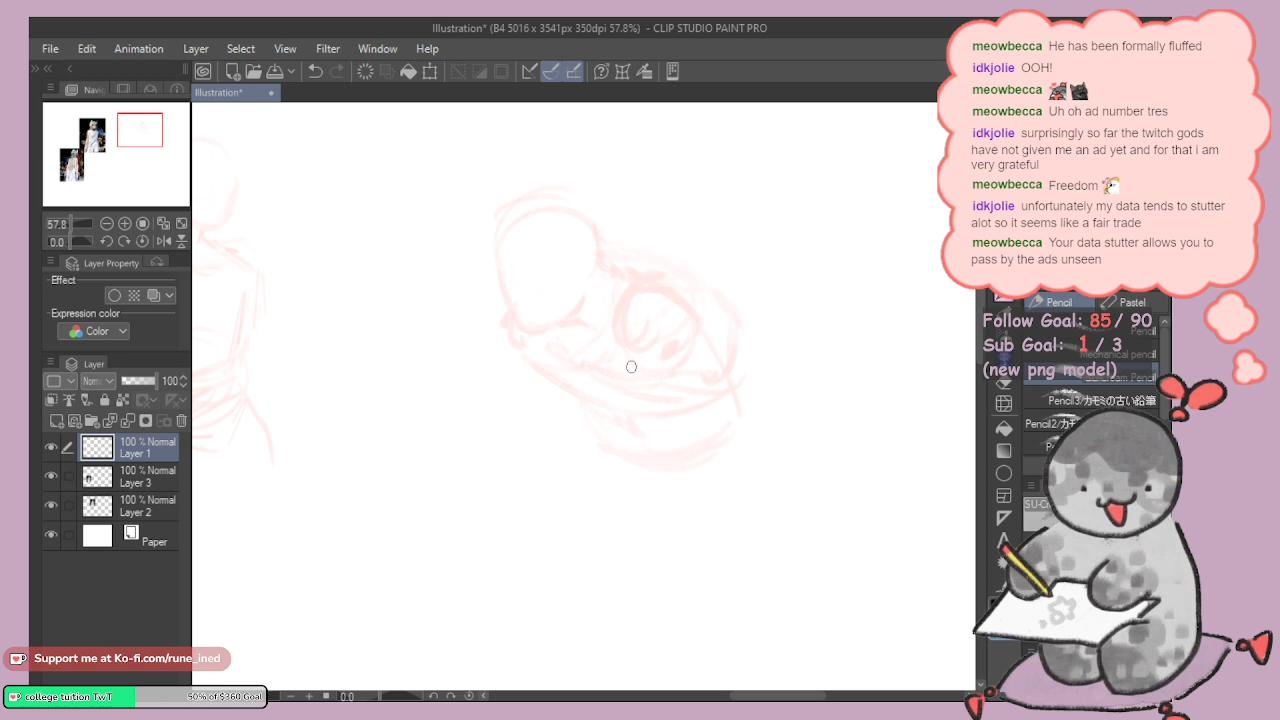 Illustration* (B4 5016 x 3541px 350dpi 57.8%) - CLIP STUDIO PAINT PRO
File Edit Animation Layer Select View Filter Window Help
Illustration*
57.8
0.0
Layer Property
Effect
Expression color
Color
Layer
100
100 % Normal
Layer 1
100 % Normal
Layer 3
100 % Normal
Layer 2
Paper
0.0
Support me at Ko-fi.com/rune_ined
college tuition TwT 50% of $360 Goal
meowbecca He has been formally fluffed
idkjolie OOH!
meowbecca
meowbecca Uh oh ad number tres
idkjolie surprisingly so far the twitch gods
have not given me an ad yet and for that i am
very grateful
meowbecca Freedom
idkjolie unfortunately my data tends to stutter
alot so it seems like a fair trade
meowbecca Your data stutter allows you to
pass by the ads unseen
Pencil Pastel
Follow Goal: 85 / 90
Pencil
Sub Goal: 1 / 3
Mechanical pencil
(new png model)
Pencil3/カモミの古い鉛筆